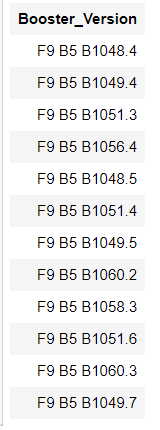 Booster_Version
F9 B5 B1048.4
F9 B5 B1049.4
F9 B5 B1051.3
F9 B5 B1056.4
F9 B5 B1048.5
F9 B5 B1051.4
F9 B5 B1049.5
F9 B5 B1060.2
F9 B5 B1058.3
F9 B5 B1051.6
F9 B5 B1060.3
F9 B5 B1049.7